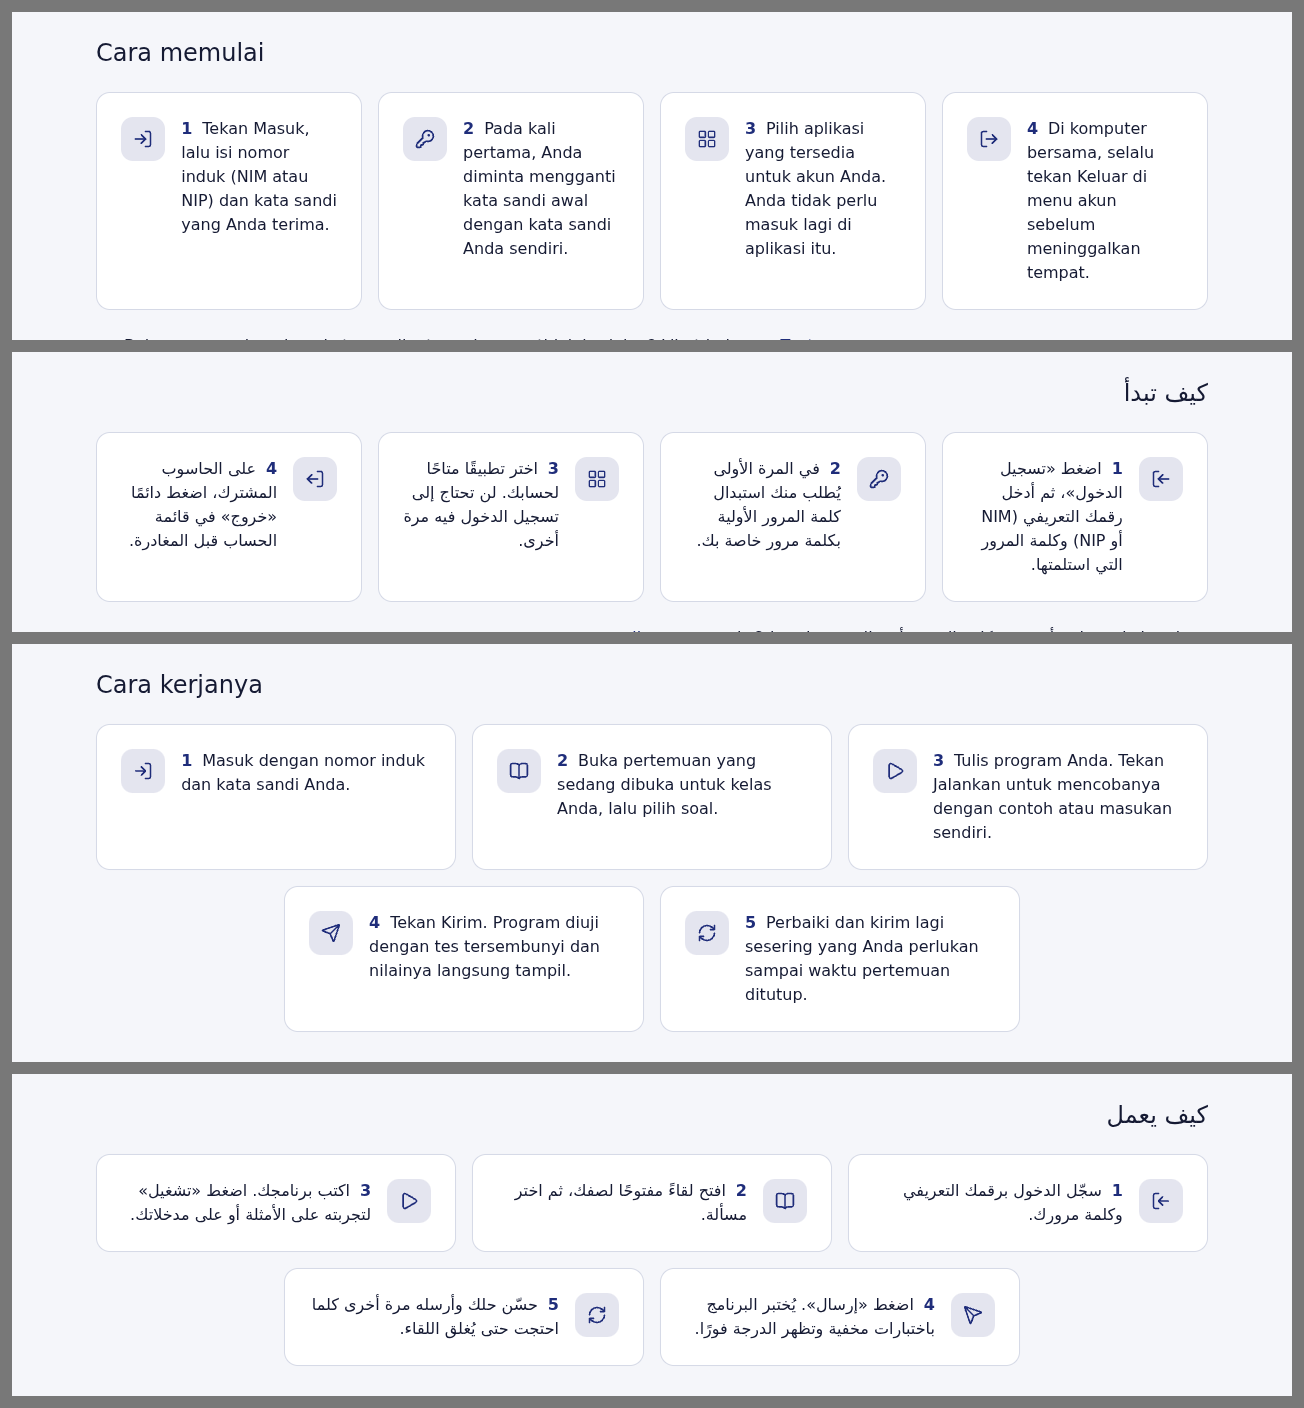 Cara memulai
1 Tekan Masuk,
lalu isi nomor
induk (NIM atau
NIP) dan kata sandi
yang Anda terima.
2 Pada kali
pertama, Anda
diminta mengganti
kata sandi awal
dengan kata sandi
Anda sendiri.
3 Pilih aplikasi
yang tersedia
untuk akun Anda.
Anda tidak perlu
masuk lagi di
aplikasi itu.
4 Di komputer
bersama, selalu
tekan Keluar di
menu akun
sebelum
meninggalkan
tempat.
كيف تبدأ
1 اضغط «تسجيل
الدخول»، ثم أدخل
رقمك التعريفي (NIM
أو NIP) وكلمة المرور
التي استلمتها.
2 في المرة الأولى
يُطلب منك استبدال
كلمة المرور الأولية
بكلمة مرور خاصة بك.
3 اختر تطبيقًا متاحًا
لحسابك. لن تحتاج إلى
تسجيل الدخول فيه مرة
أخرى.
4 على الحاسوب
المشترك، اضغط دائمًا
«خروج» في قائمة
الحساب قبل المغادرة.
Cara kerjanya
1 Masuk dengan nomor induk
dan kata sandi Anda.
2 Buka pertemuan yang
sedang dibuka untuk kelas
Anda, lalu pilih soal.
3 Tulis program Anda. Tekan
Jalankan untuk mencobanya
dengan contoh atau masukan
sendiri.
4 Tekan Kirim. Program diuji
dengan tes tersembunyi dan
nilainya langsung tampil.
5 Perbaiki dan kirim lagi
sesering yang Anda perlukan
sampai waktu pertemuan
ditutup.
كيف يعمل
1 سجّل الدخول برقمك التعريفي
وكلمة مرورك.
2 افتح لقاءً مفتوحًا لصفك، ثم اختر
مسألة.
3 اكتب برنامجك. اضغط «تشغيل»
لتجربته على الأمثلة أو على مدخلاتك.
4 اضغط «إرسال». يُختبر البرنامج
باختبارات مخفية وتظهر الدرجة فورًا.
5 حسّن حلك وأرسله مرة أخرى كلما
احتجت حتى يُغلق اللقاء.